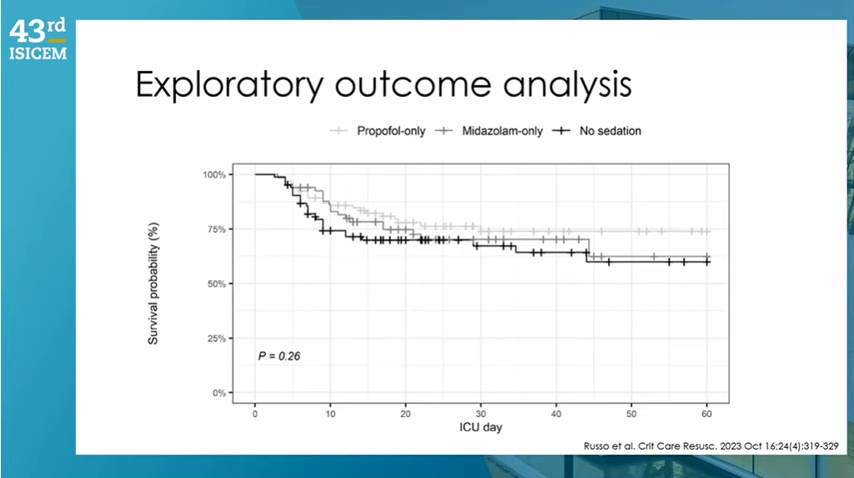 43rd
ISICEM
Exploratory outcome analysis
Propofol-only Midazolam-only No sedation
100%
75%
50%
25%
0%
Survival probability (%)
P = 0.26
0 10 20 30 40 50 60
ICU day
Russo et al. Crit Care Resusc. 2023 Oct 16;24(4):319-329